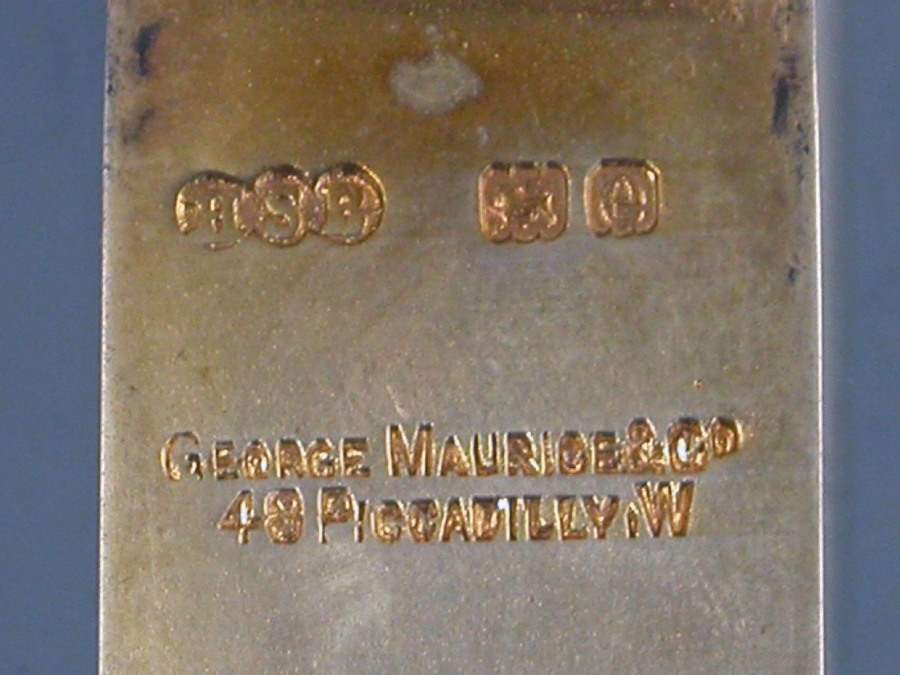 e
GEORGE MAURICE & Cº
48 PICCADILLY.W